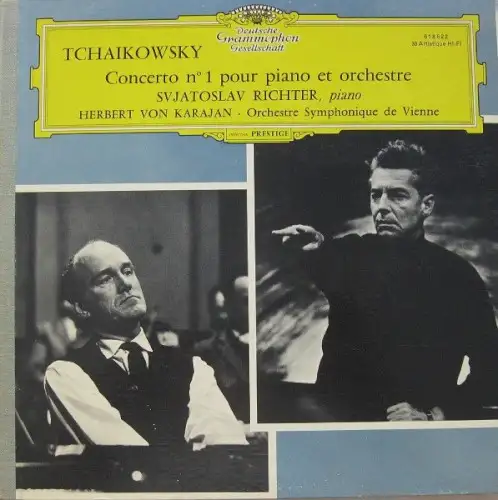 Deutsche
Grammophon
Gesellschaft
618822
TCHAIKOWSKY
Concerto n° 1 pour piano et orchestre
SVJATOSLAV RICHTER, piano
HERBERT VON KARAJAN · Orchestre Symphonique de Vienne
PRESTIGE